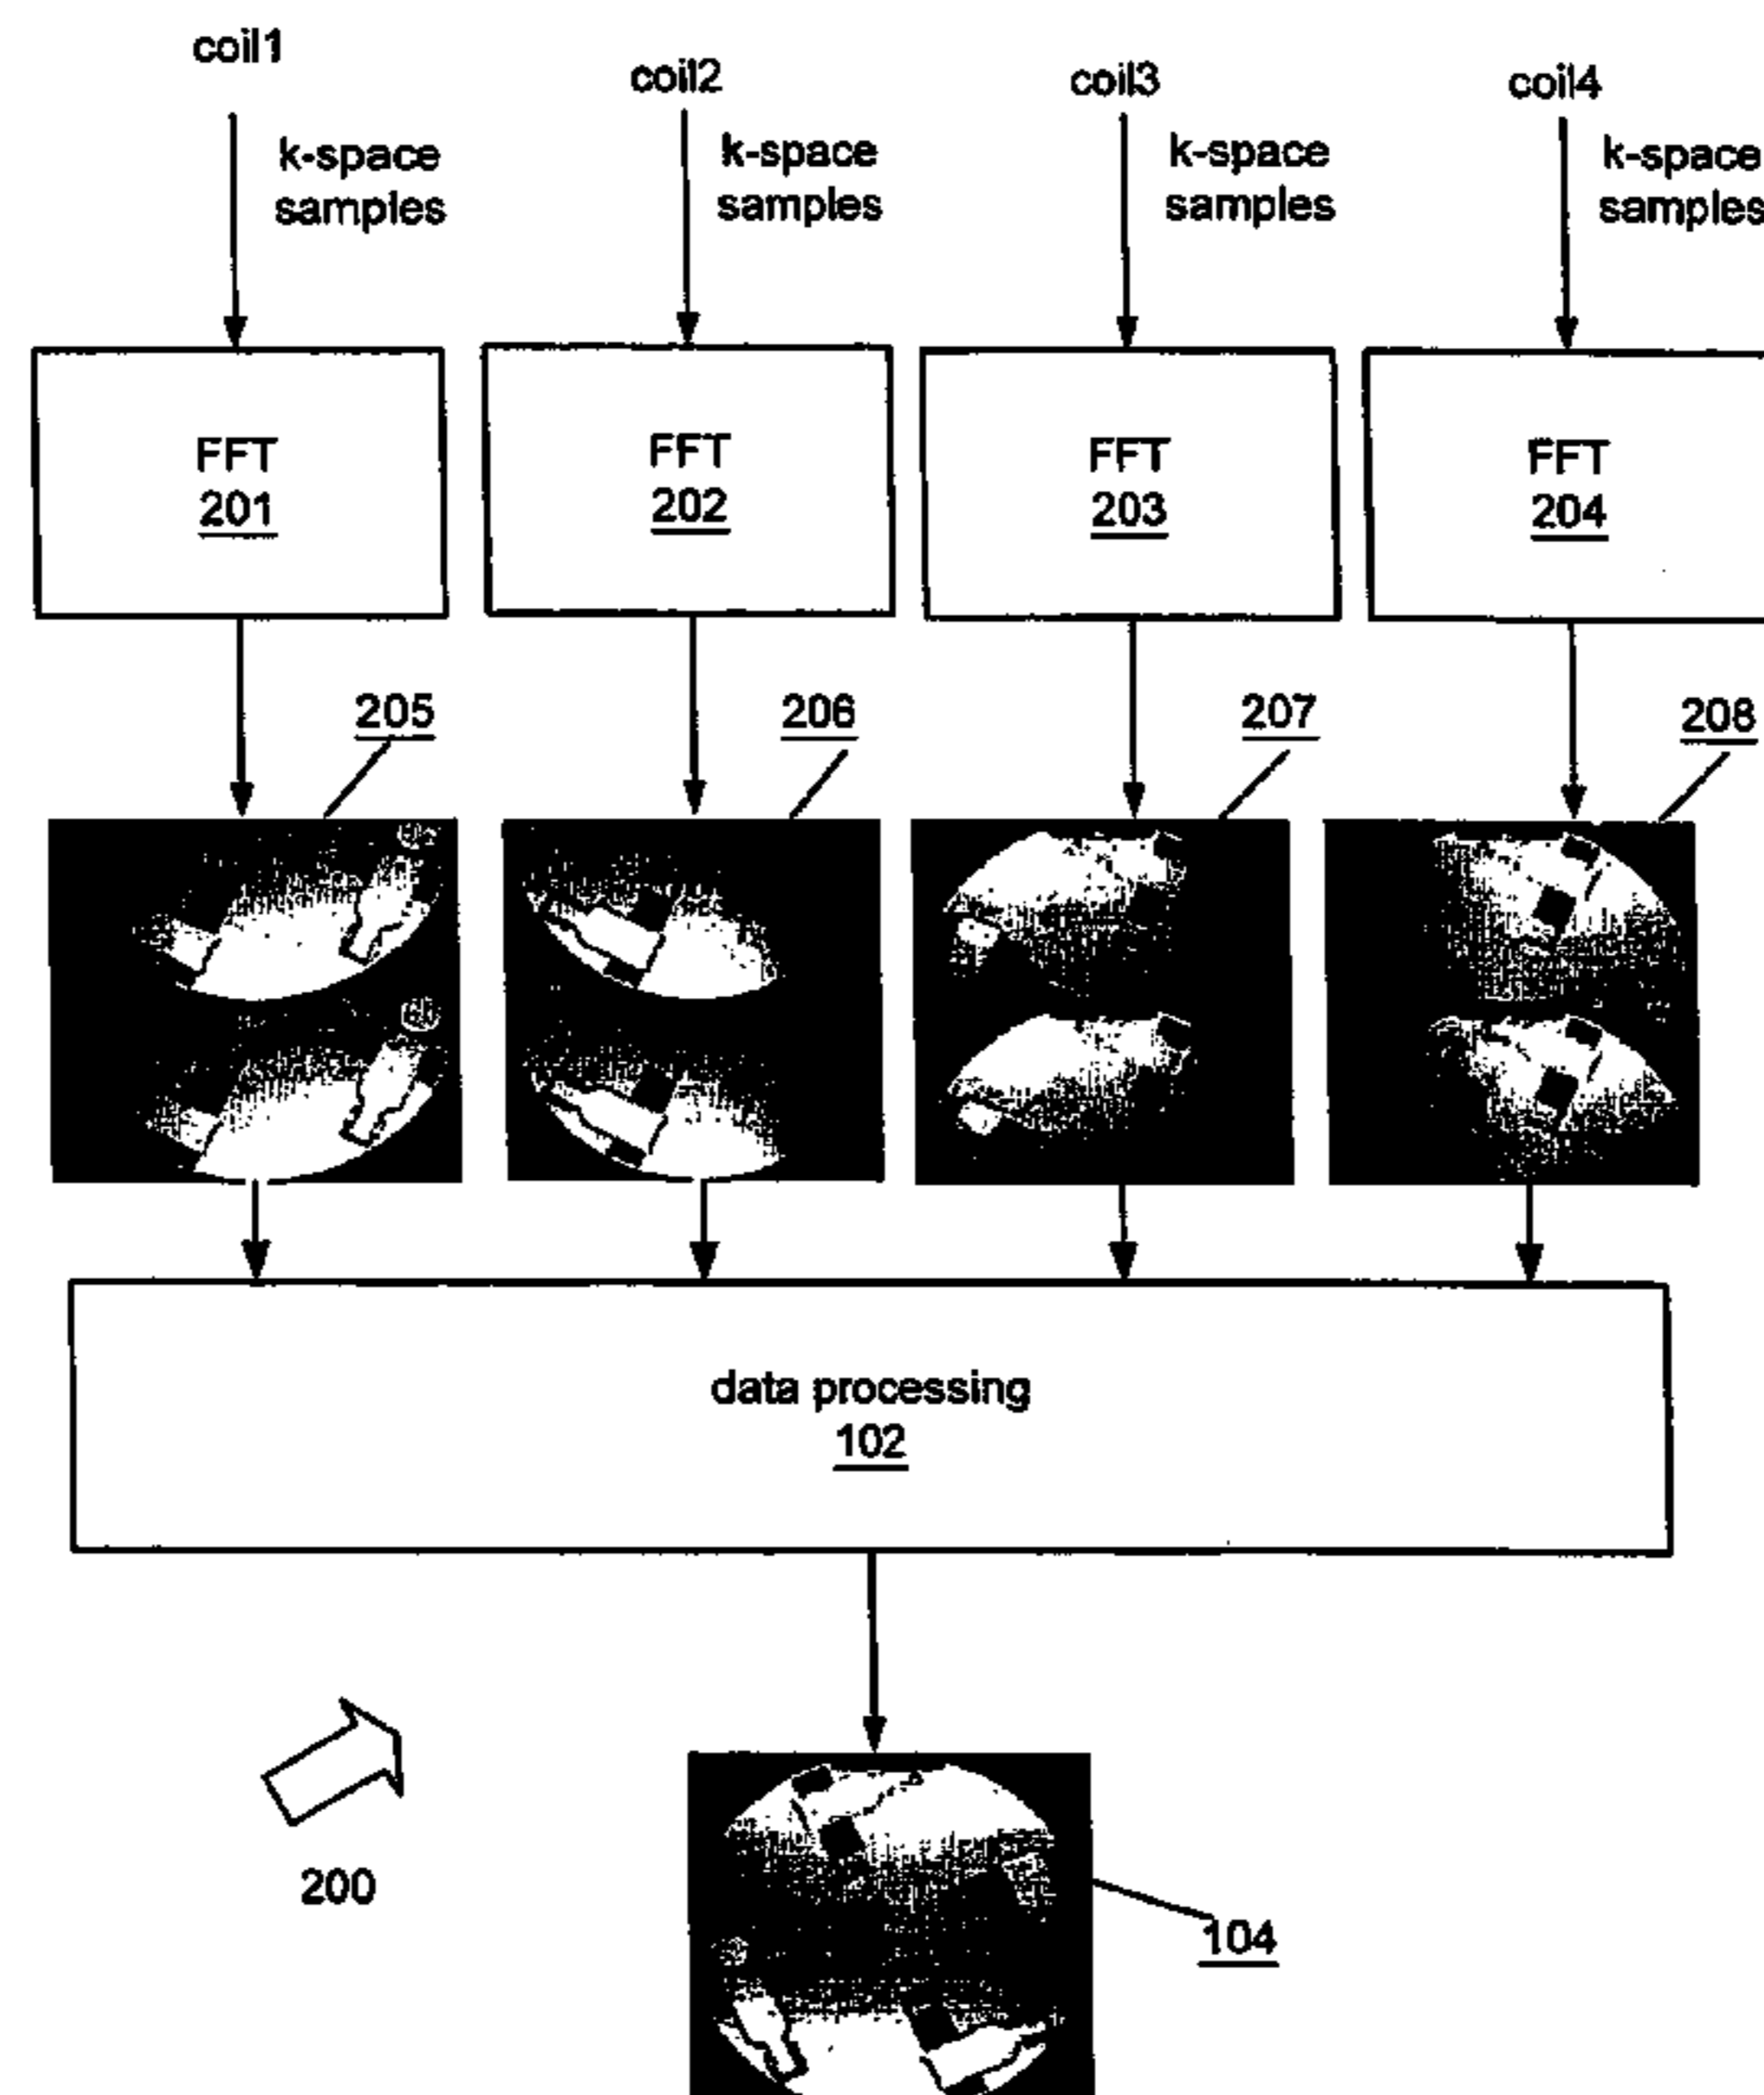 coil1
coil2
coil3
coil4
k-space
samples
k-space
samples
k-space
samples
k-space
samples
FFT
201
FFT
202
FFT
203
FFT
204
205
206
207
208
data processing
102
200
104